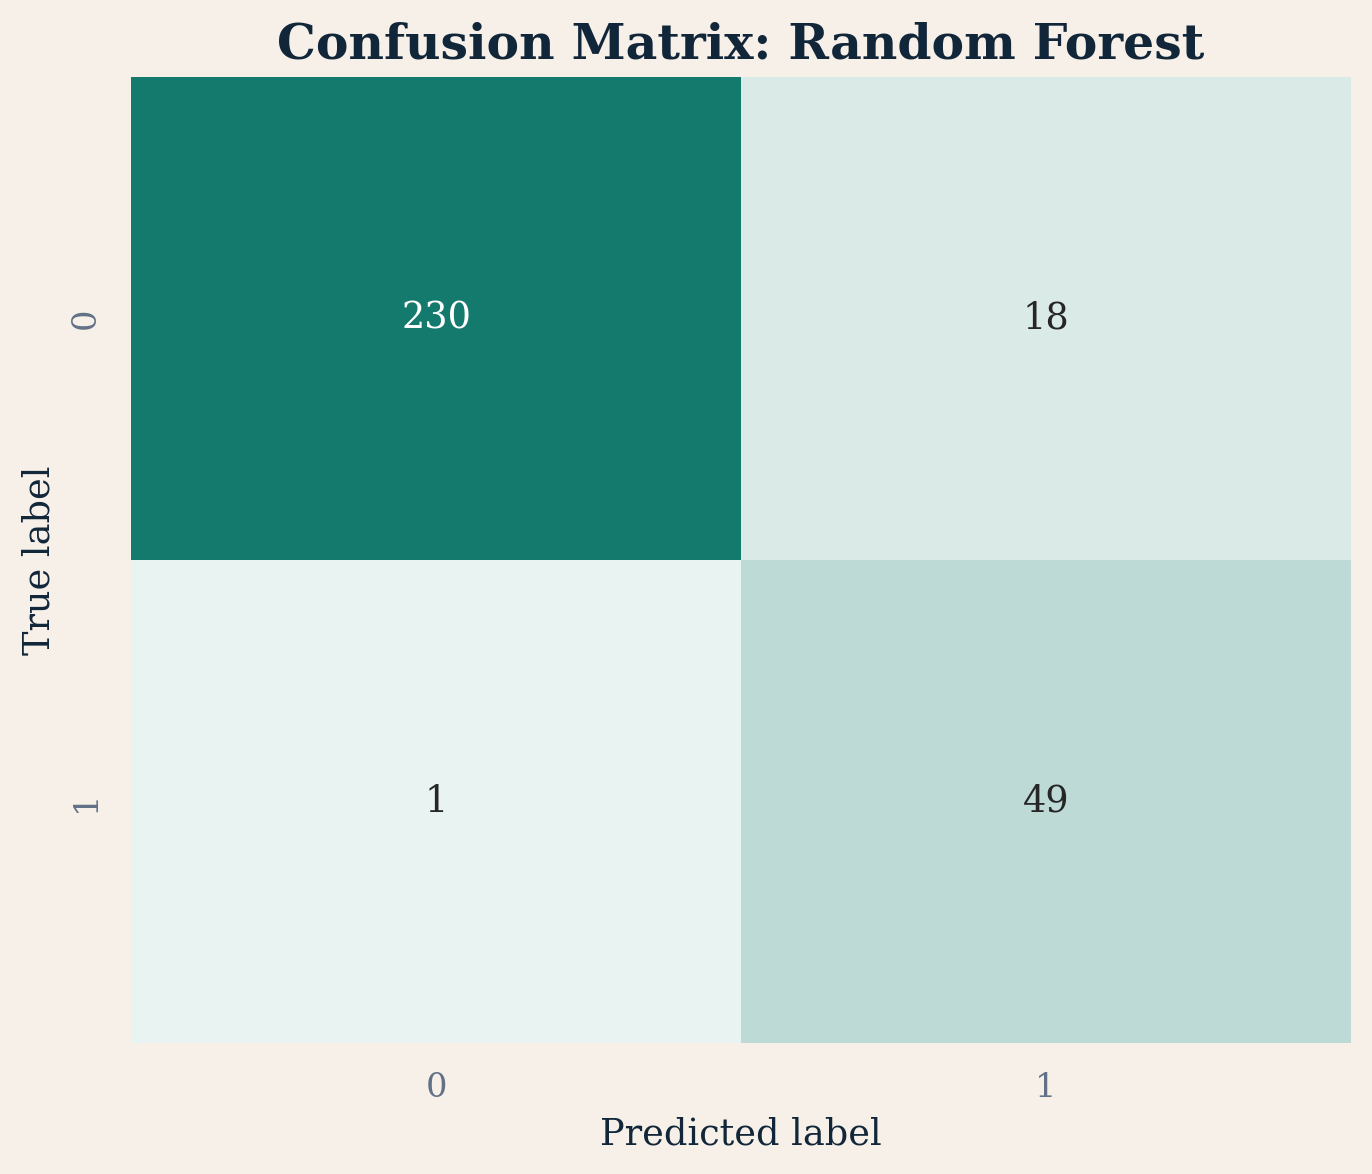 Confusion Matrix: Random Forest
True label
0
230
18
1
1
49
0
1
Predicted label